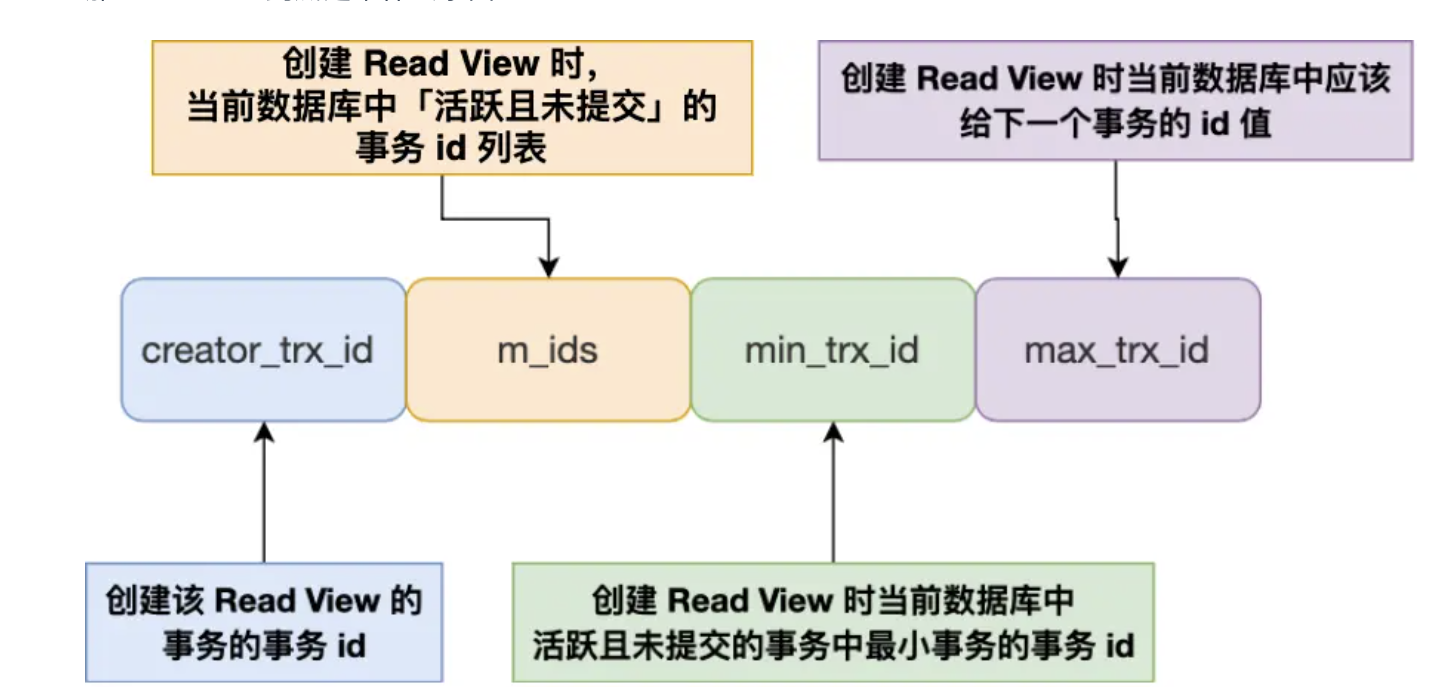 创建 Read View 时，
当前数据库中「活跃且未提交」的
事务 id 列表
创建 Read View 时当前数据库中应该
给下一个事务的 id 值
creator_trx_id
m_ids
min_trx_id
max_trx_id
创建该 Read View 的
事务的事务 id
创建 Read View 时当前数据库中
活跃且未提交的事务中最小事务的事务 id